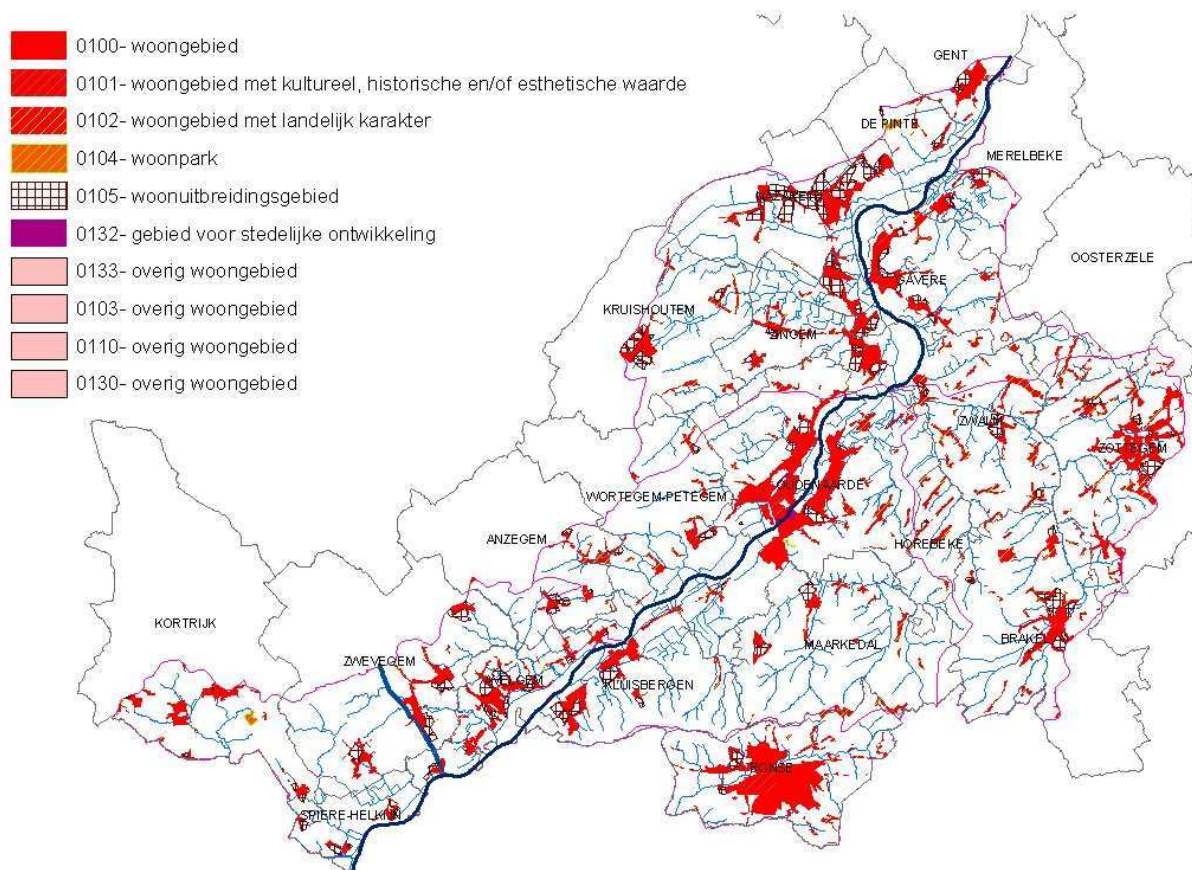 0100- woongebied
0101- woongebied met kultureel, historische en/of esthetische waarde
0102- woongebied met landelijk karakter
0104- woonpark
0105- woonuitbreidingsgebied
0132- gebied voor stedelijke ontwikkeling
0133- overig woongebied
0103- overig woongebied
0110- overig woongebied
0130- overig woongebied
GENT
DE PINTE
MERELBEKE
NAZARETH
OOSTERZELE
GAVERE
KRUISHOUTEM
ZINGEM
ZWALM
ZOTTEGEM
OUDENAARDE
WORTEGEM-PETEGEM
ANZEGEM
HOREBEKE
KORTRIJK
BRAKEL
MAARKEDAL
ZWEVEGEM
AVELGEM
KLUISBERGEN
RONSE
SPIERE-HELKIJN